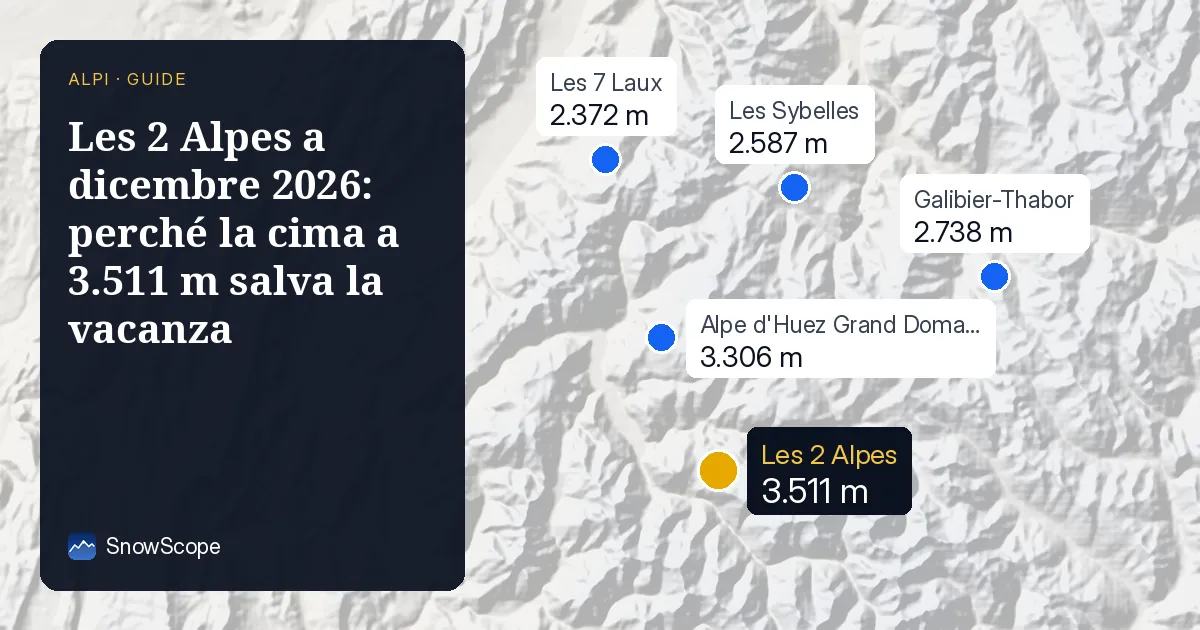 ALPI · GUIDE
Les 2 Alpes a
dicembre 2026:
perché la cima a
3.511 m salva la
vacanza
SnowScope
Les 7 Laux
2.372 m
Les Sybelles
2.587 m
Galibier-Thabor
2.738 m
Alpe d'Huez Grand Doma...
3.306 m
Les 2 Alpes
3.511 m